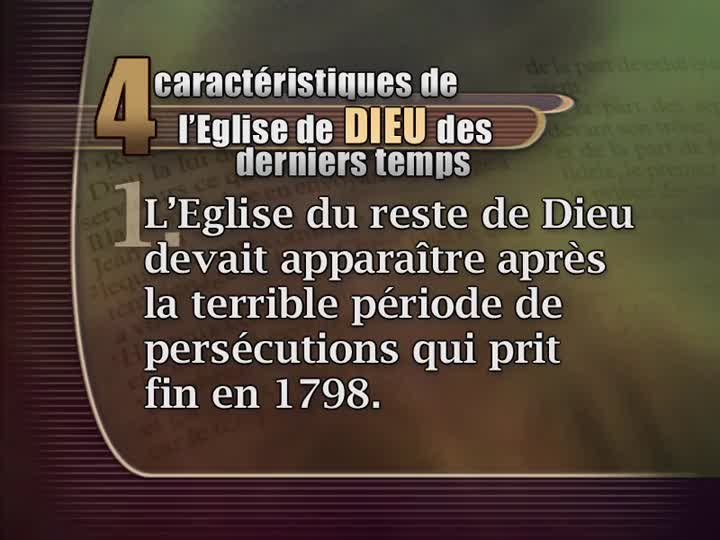 4 caractéristiques de
l'Eglise de DIEU des
derniers temps
1. L'Eglise du reste de Dieu
devait apparaître après
la terrible période de
persécutions qui prit
fin en 1798.